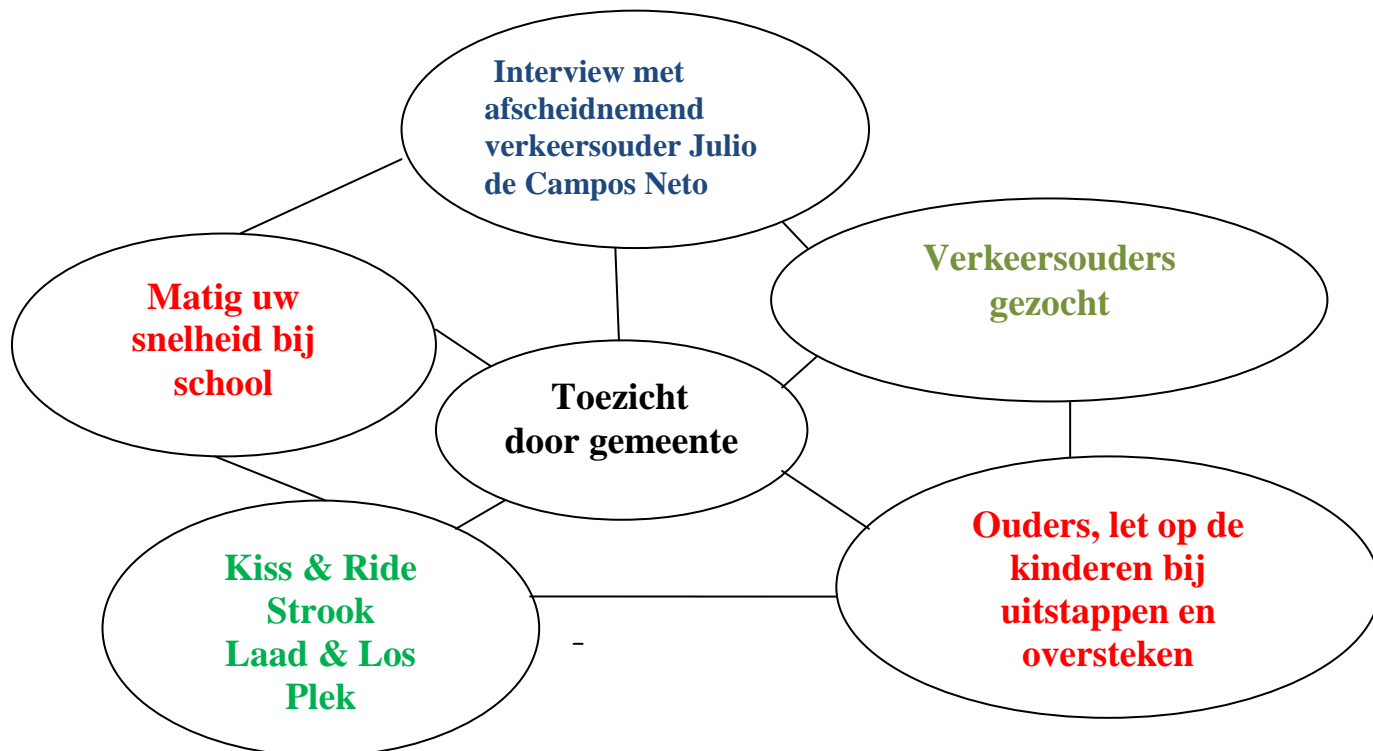 Interview met
afscheidnemend
verkeersouder Julio
de Campos Neto
Verkeersouders
gezocht
Matig uw
snelheid bij
school
Toezicht
door gemeente
Kiss & Ride
Strook
Laad & Los
Plek
-
Ouders, let op de
kinderen bij
uitstappen en
oversteken